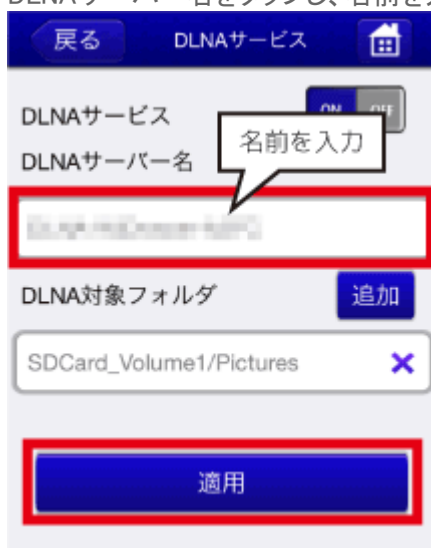 戻る DLNAサービス
DLNAサービス ON OFF
名前を入力
DLNAサーバー名
DLNA対象フォルダ 追加
SDCard_Volume1/Pictures ×
適用